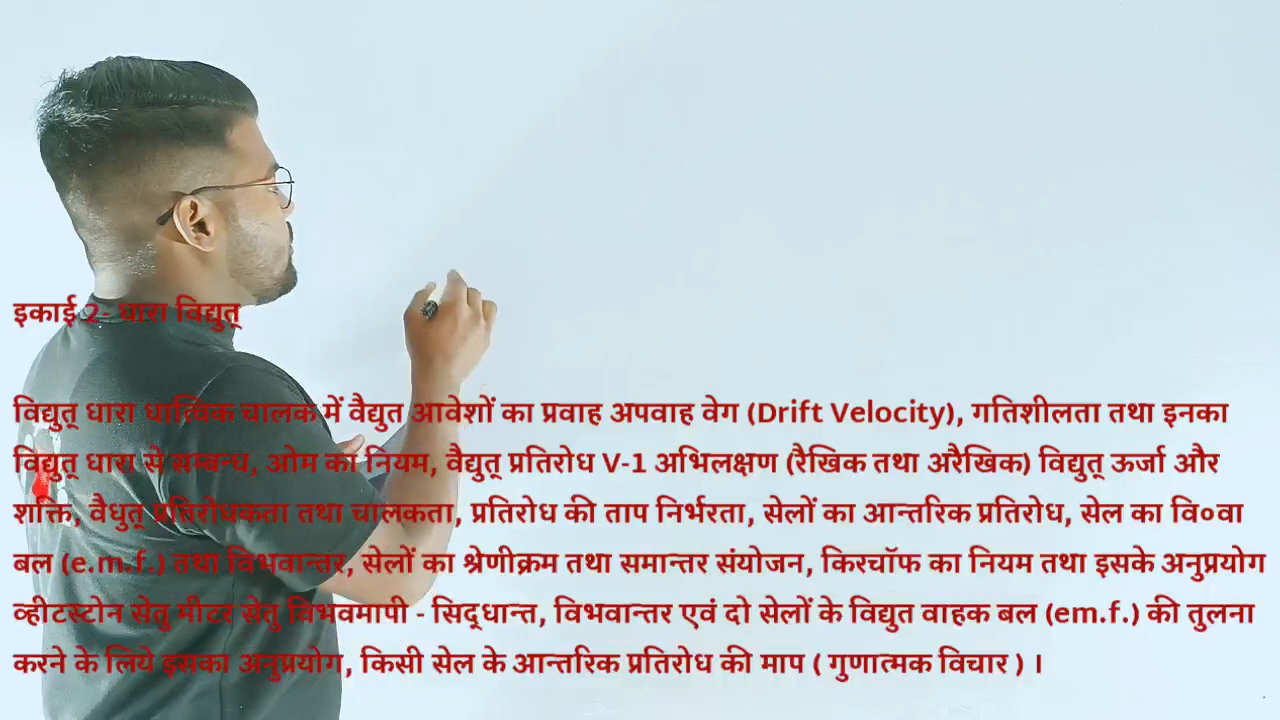 इकाई 2- धारा विद्युत्
विद्युत् धारा धात्विक चालक में वैद्युत आवेशों का प्रवाह अपवाह वेग (Drift Velocity), गतिशीलता तथा इनका
विद्युत् धारा से सम्बन्ध, ओम का नियम, वैद्युत् प्रतिरोध V-1 अभिलक्षण (रैखिक तथा अरैखिक) विद्युत् ऊर्जा और
शक्ति, वैधुत् प्रतिरोधकता तथा चालकता, प्रतिरोध की ताप निर्भरता, सेलों का आन्तरिक प्रतिरोध, सेल का वि०वा
बल (e.m.f.) तथा विभवान्तर, सेलों का श्रेणीक्रम तथा समान्तर संयोजन, किरचॉफ का नियम तथा इसके अनुप्रयोग
व्हीटस्टोन सेतु मीटर सेतु विभवमापी - सिद्धान्त, विभवान्तर एवं दो सेलों के विद्युत वाहक बल (em.f.) की तुलना
करने के लिये इसका अनुप्रयोग, किसी सेल के आन्तरिक प्रतिरोध की माप ( गुणात्मक विचार ) ।